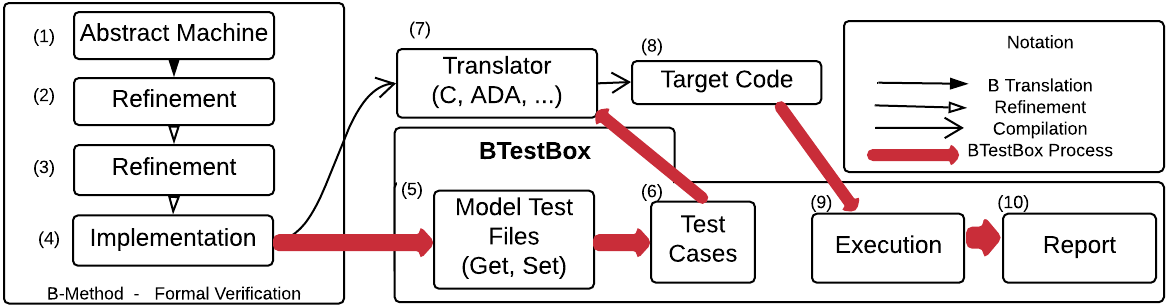 (1)
Abstract Machine
(2)
Refinement
(3)
Refinement
(4)
Implementation
B-Method - Formal Verification
(7)
Translator
(C, ADA, ...)
(8)
Target Code
BTestBox
(5)
Model Test
Files
(Get, Set)
(6)
Test
Cases
(9)
Execution
(10)
Report
Notation
B Translation
Refinement
Compilation
BTestBox Process